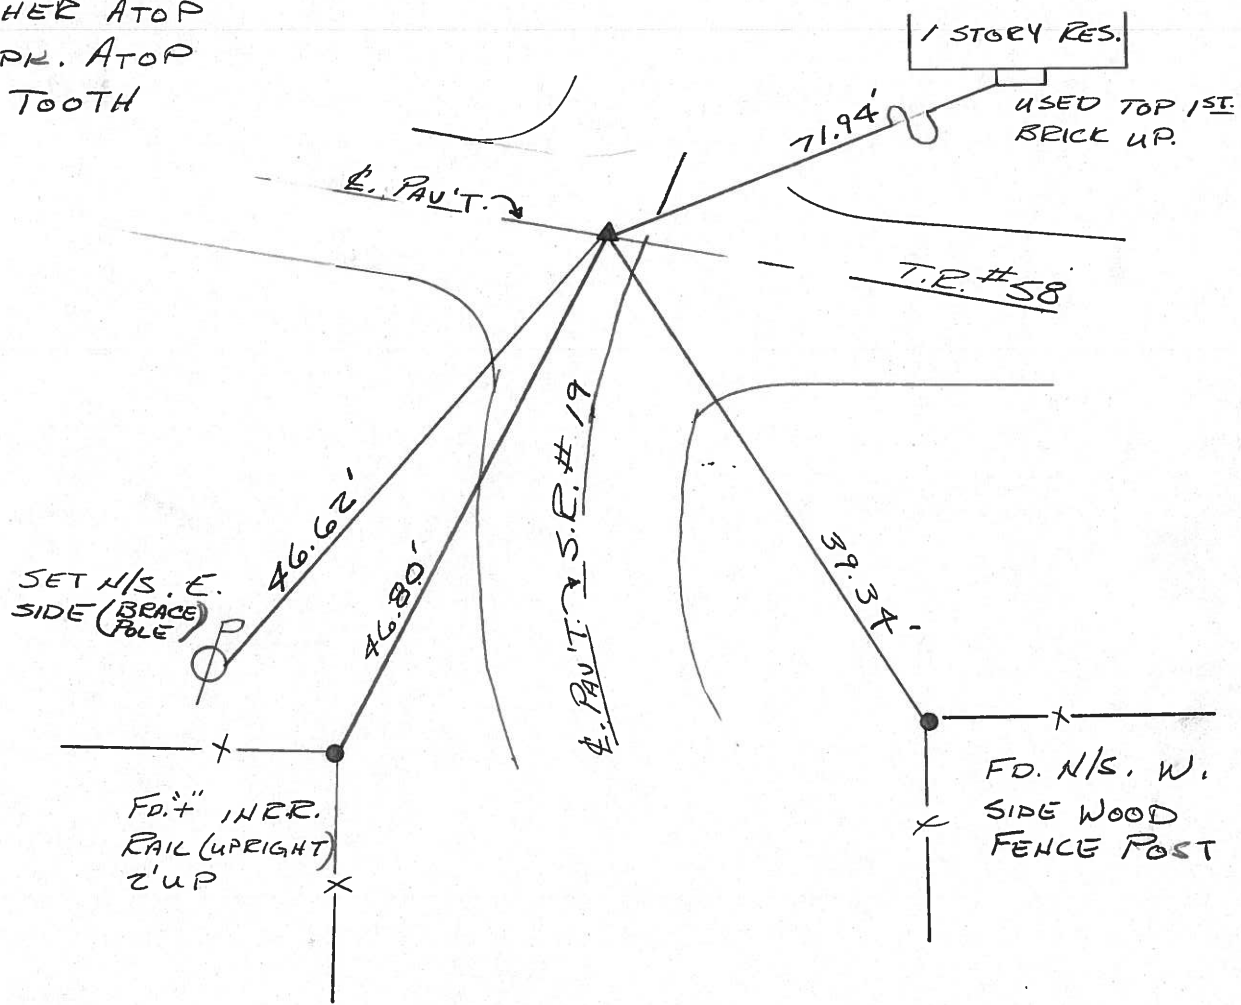 HER ATOP
PK. ATOP
TOOTH
1 STORY RES.
USED TOP 1ST.
BRICK UP.
71.94'
℄. PAV'T.
T.R. #58
46.62'
46.80'
℄. PAV'T. S.R. # 19
39.34'
SET N/S. E.
SIDE (BRACE
POLE)
P
FD. "+" IN R.R.
RAIL (UPRIGHT)
2' UP
FD. N/S. W.
SIDE WOOD
FENCE POST